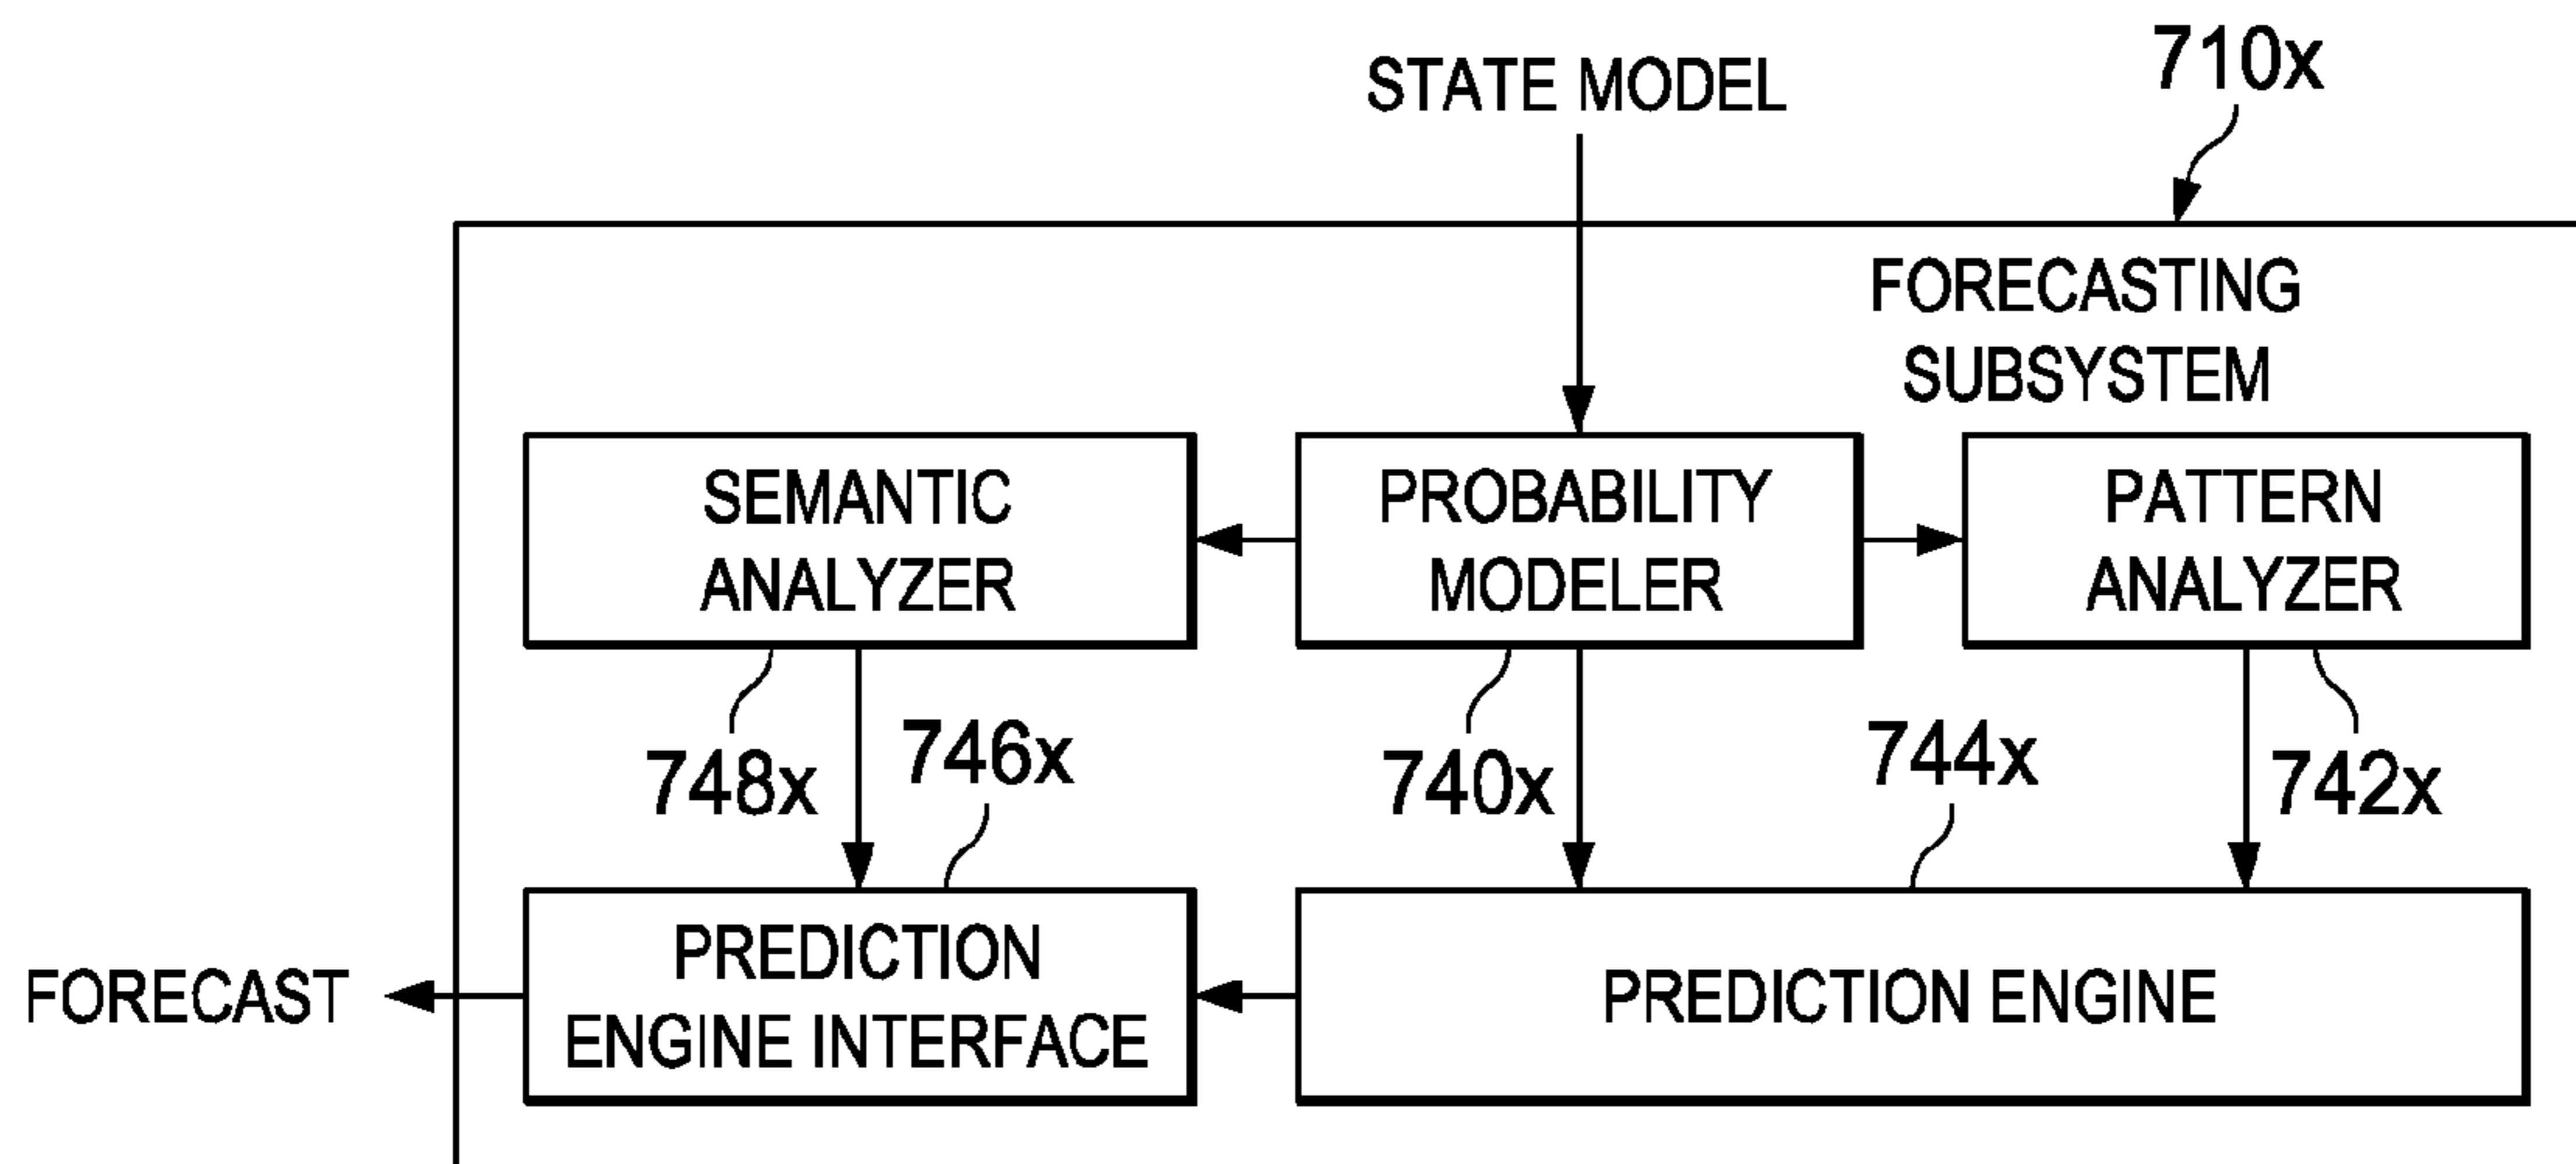 710x
STATE MODEL
FORECASTING
SUBSYSTEM
SEMANTIC
ANALYZER
PROBABILITY
MODELER
PATTERN
ANALYZER
748x
746x
740x
744x
742x
FORECAST
PREDICTION
ENGINE INTERFACE
PREDICTION ENGINE